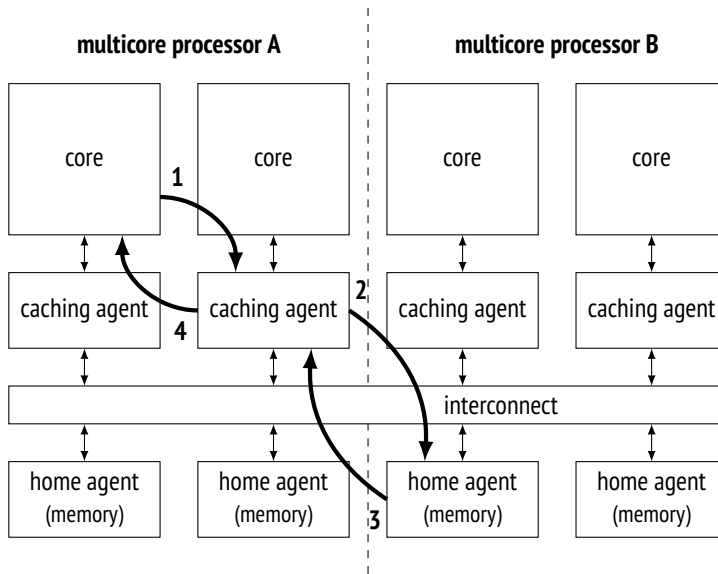 multicore processor A
multicore processor B
core
core
core
core
1
caching agent
caching agent
caching agent
caching agent
2
4
interconnect
home agent
(memory)
home agent
(memory)
home agent
(memory)
home agent
(memory)
3